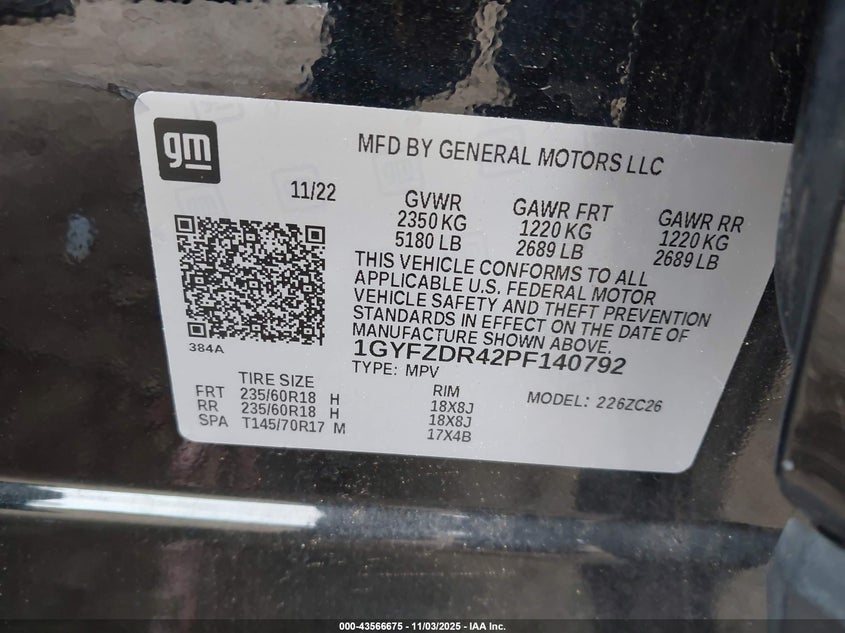 gm
MFD BY GENERAL MOTORS LLC
11/22
GVWR
2350 KG
5180 LB
GAWR FRT
1220 KG
2689 LB
GAWR RR
1220 KG
2689 LB
THIS VEHICLE CONFORMS TO ALL
APPLICABLE U.S. FEDERAL MOTOR
VEHICLE SAFETY AND THEFT PREVENTION
STANDARDS IN EFFECT ON THE DATE OF
MANUFACTURE SHOWN ABOVE.
384A
1GYFZDR42PF140792
TYPE: MPV
TIRE SIZE RIM
FRT 235/60R18 H 18X8J
RR 235/60R18 H 18X8J
SPA T145/70R17 M 17X4B
MODEL: 226ZC26
000-43566675 - 11/03/2025 - IAA Inc.